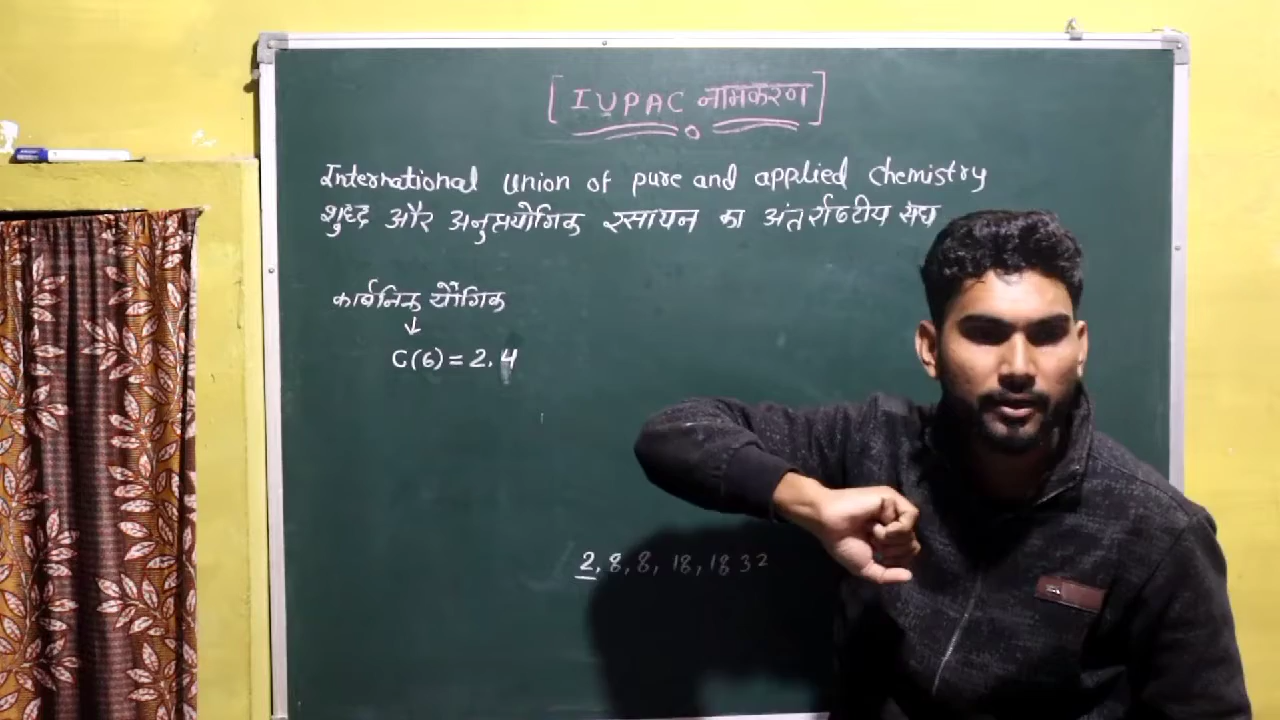 [IUPAC नामकरण]
International union of pure and applied chemistry
शुद्ध और अनुप्रयोगिक रसायन का अंतर्राष्ट्रीय संघ
कार्बनिक यौगिक
↓
C(6) = 2, 4
2, 8, 8, 18, 18 32